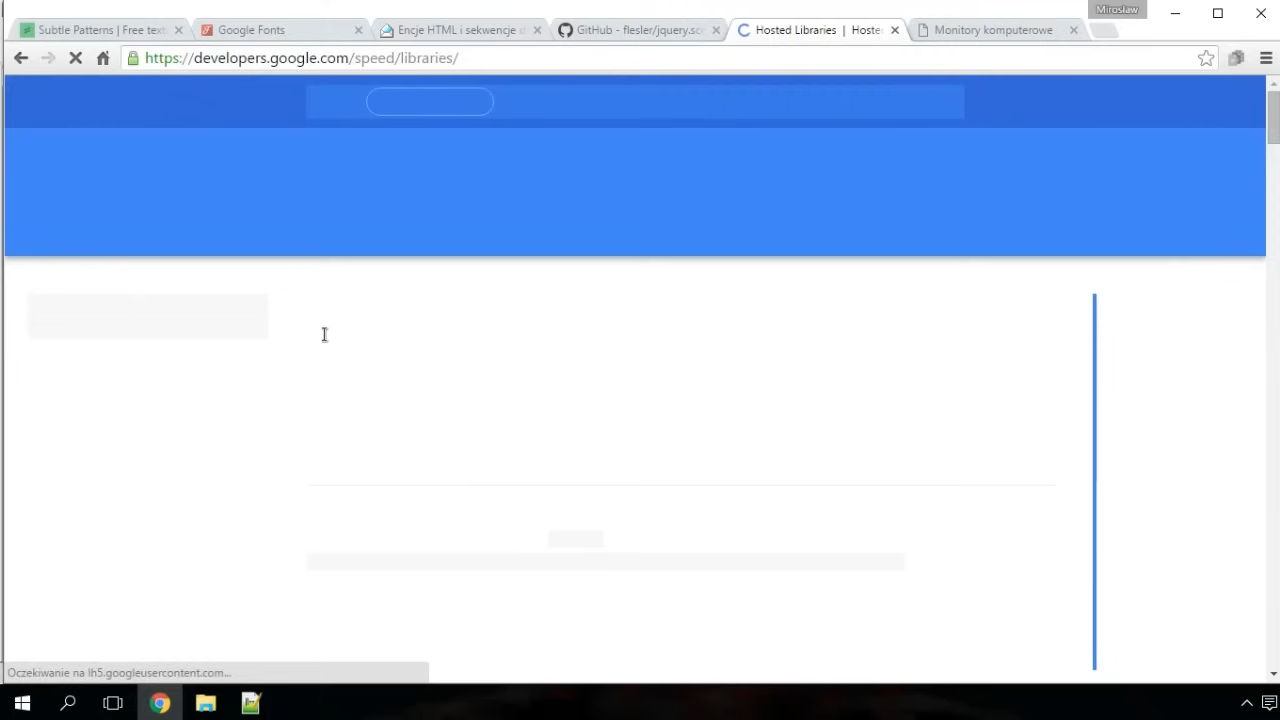 Mirosław
Subtle Patterns | Free text
Google Fonts
Encje HTML i sekwencje
GitHub - flesler/jquery.scr
Hosted Libraries | Hoste
Monitory komputerowe
https://developers.google.com/speed/libraries/
Oczekiwanie na lh5.googleusercontent.com...